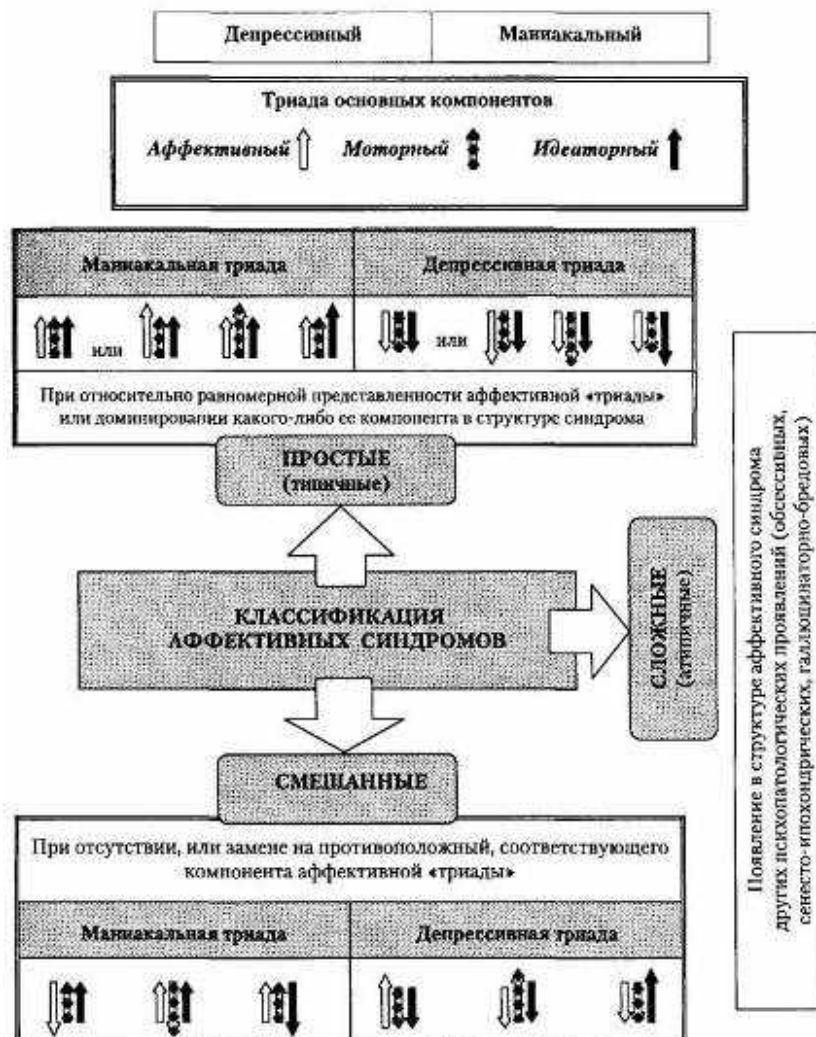 Депрессивный
Маниакальный
Триада основных компонентов
Аффективный
Моторный
Идеаторный
Маниакальная триада
Депрессивная триада
или
или
При относительно равномерной представленности аффективной «триады»
или доминировании какого-либо ее компонента в структуре синдрома
ПРОСТЫЕ
(типичные)
КЛАССИФИКАЦИЯ
АФФЕКТИВНЫХ СИНДРОМОВ
СЛОЖНЫЕ
(атипичные)
Появление в структуре аффективного синдрома
других психопатологических проявлений (обсессивных,
сенесто-ипохондрических, галлюцинаторно-бредовых)
СМЕШАННЫЕ
При отсутствии, или замене на противоположный, соответствующего
компонента аффективной «триады»
Маниакальная триада
Депрессивная триада